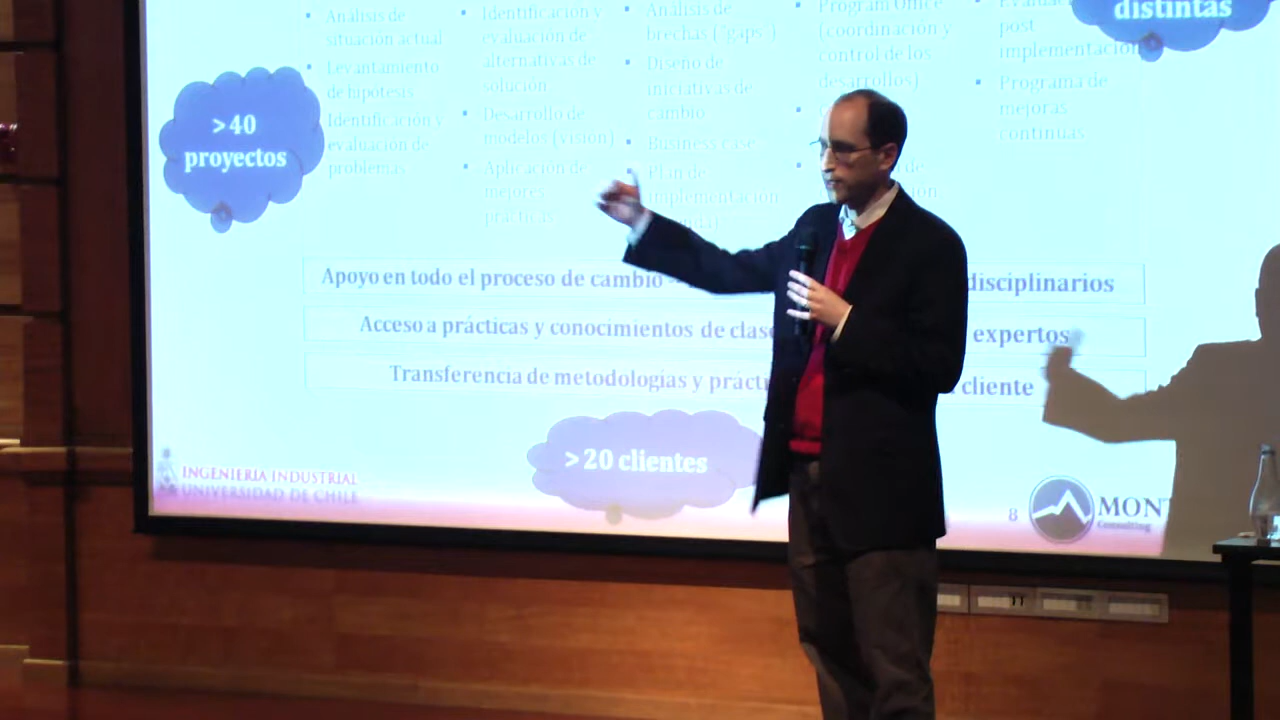 Análisis de
situación actual
Levantamiento
de hipótesis
Identificación y
evaluación de
problemas
Identificación y
evaluación de
alternativas de
solución
Desarrollo de
modelos (visión)
Aplicación de
mejores
prácticas
Análisis de
brechas ("gaps")
Diseño de
iniciativas de
cambio
Business case
Plan de
implementación
Program Office
(coordinación y
control de los
desarrollos)
de
post
implementación
Programa de
mejoras
continuas
distintas
>40
proyectos
Apoyo en todo el proceso de cambio
disciplinarios
Acceso a prácticas y conocimientos de
expertos
Transferencia de metodologías y
cliente
>20 clientes
INGENIERIA INDUSTRIAL
UNIVERSIDAD DE CHILE
8
MON
Consulting